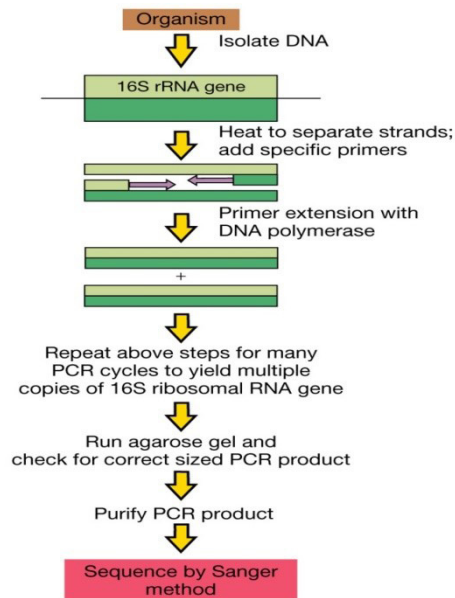 Organism
Isolate DNA
16S rRNA gene
Heat to separate strands;
add specific primers
Primer extension with
DNA polymerase
+
Repeat above steps for many
PCR cycles to yield multiple
copies of 16S ribosomal RNA gene
Run agarose gel and
check for correct sized PCR product
Purify PCR product
Sequence by Sanger
method